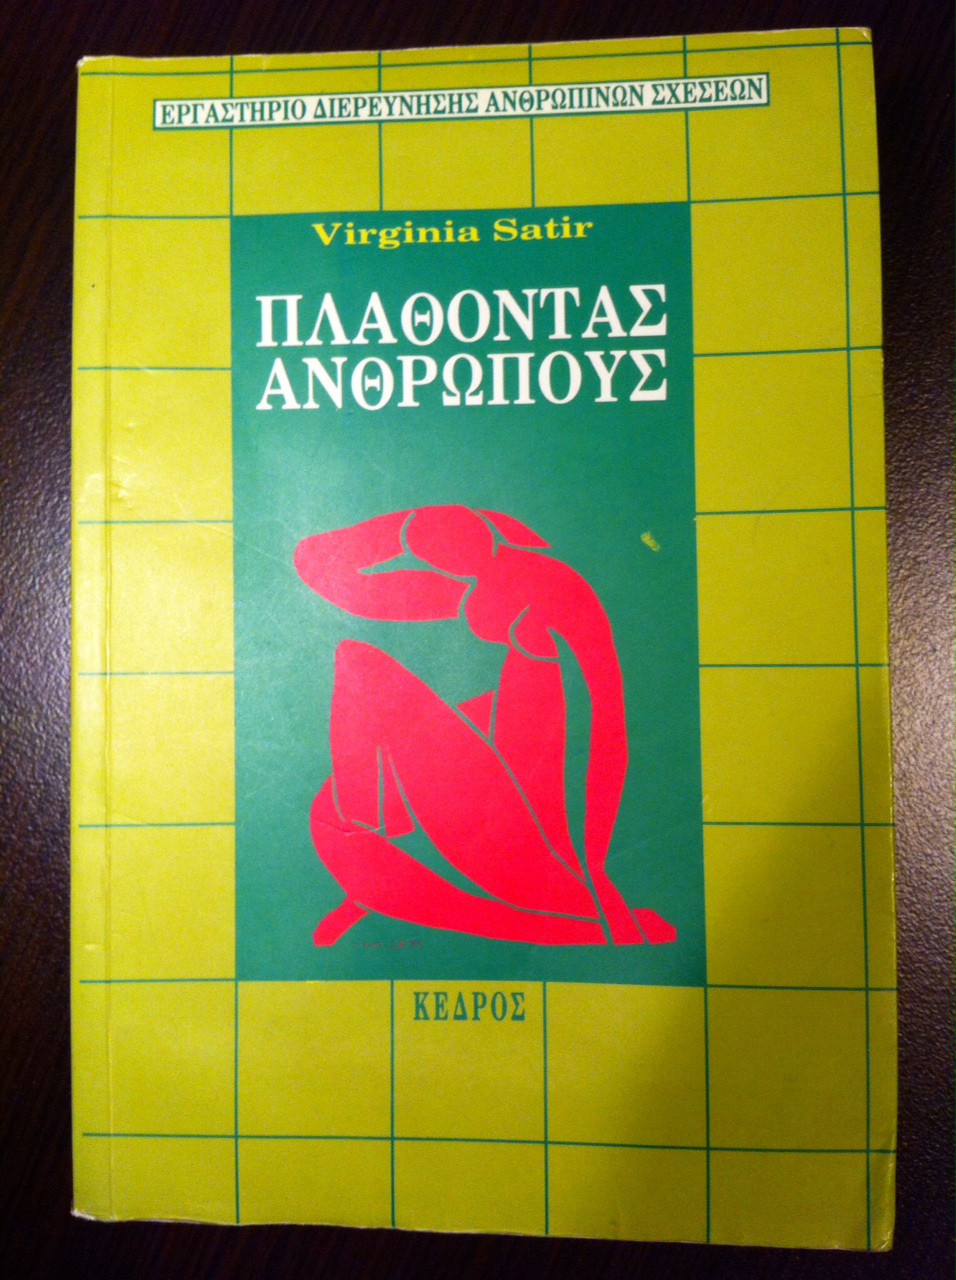 ΕΡΓΑΣΤΗΡΙΟ ΔΙΕΡΕΥΝΗΣΗΣ ΑΝΘΡΩΠΙΝΩΝ ΣΧΕΣΕΩΝ
Virginia Satir
ΠΛΑΘΟΝΤΑΣ
ΑΝΘΡΩΠΟΥΣ
ΚΕΔΡΟΣ